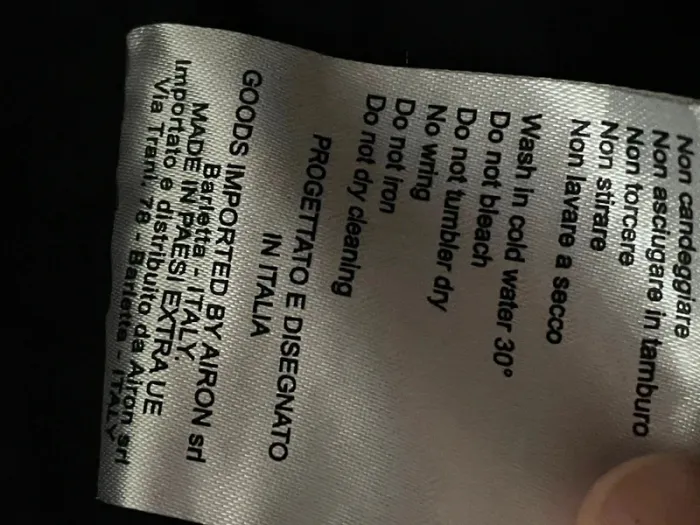 Non candeggiare
Non asciugare in tamburo
Non torcere
Non stirare
Non lavare a secco
Wash in cold water 30°
Do not bleach
Do not tumbler dry
No wring
Do not iron
Do not dry cleaning
PROGETTATO E DISEGNATO
IN ITALIA
GOODS IMPORTED BY AIRON srl
Barletta - ITALY.
MADE IN PAESI EXTRA UE
Importato e distribuito da Airon srl
Via Trani, 78 - Barletta - ITALY